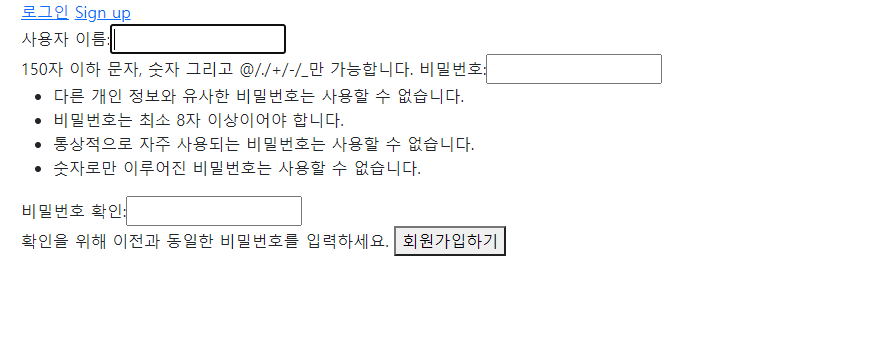 로그인 Sign up
사용자 이름:
150자 이하 문자, 숫자 그리고 @/./+/-/_만 가능합니다. 비밀번호:
다른 개인 정보와 유사한 비밀번호는 사용할 수 없습니다.
비밀번호는 최소 8자 이상이어야 합니다.
통상적으로 자주 사용되는 비밀번호는 사용할 수 없습니다.
숫자로만 이루어진 비밀번호는 사용할 수 없습니다.
비밀번호 확인:
확인을 위해 이전과 동일한 비밀번호를 입력하세요. 회원가입하기